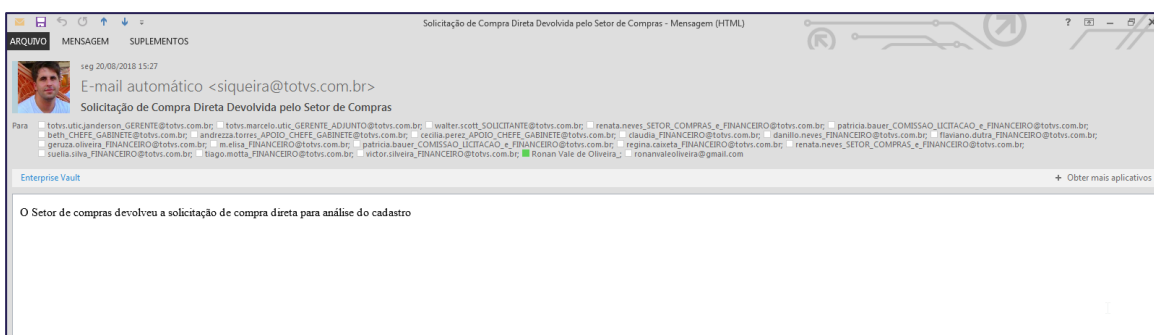 Solicitação de Compra Direta Devolvida pelo Setor de Compras - Mensagem (HTML)
ARQUIVO MENSAGEM SUPLEMENTOS
seg 20/08/2018 15:27
E-mail automático <siqueira@totvs.com.br>
Solicitação de Compra Direta Devolvida pelo Setor de Compras
Para totvs.utic.janderson_GERENTE@totvs.com.br; totvs.marcelo.utic_GERENTE_ADJUNTO@totvs.com.br; walter.scott_SOLICITANTE@totvs.com.br; renata.neves_SETOR_COMPRAS_e_FINANCEIRO@totvs.com.br; patricia.bauer_COMISSAO_LICITACAO_e_FINANCEIRO@totvs.com.br;
beth_CHEFE_GABINETE@totvs.com.br; andrezza.torres_APOIO_CHEFE_GABINETE@totvs.com.br; cecilia.perez_APOIO_CHEFE_GABINETE@totvs.com.br; claudia_FINANCEIRO@totvs.com.br; danillo.neves_FINANCEIRO@totvs.com.br; flaviano.dutra_FINANCEIRO@totvs.com.br;
geruza.oliveira_FINANCEIRO@totvs.com.br; m.elisa_FINANCEIRO@totvs.com.br; patricia.bauer_COMISSAO_LICITACAO_e_FINANCEIRO@totvs.com.br; regina.caixeta_FINANCEIRO@totvs.com.br; renata.neves_SETOR_COMPRAS_e_FINANCEIRO@totvs.com.br;
suelia.silva_FINANCEIRO@totvs.com.br; tiago.motta_FINANCEIRO@totvs.com.br; victor.silveira_FINANCEIRO@totvs.com.br; Ronan Vale de Oliveira_; ronanvaleoliveira@gmail.com
Enterprise Vault + Obter mais aplicativos
O Setor de compras devolveu a solicitação de compra direta para análise do cadastro